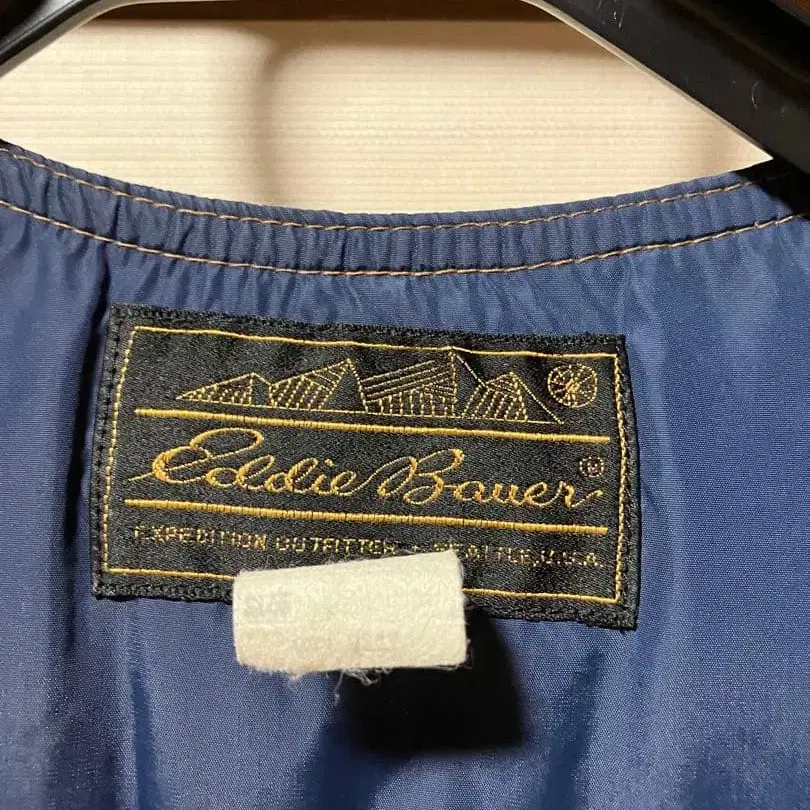 Eddie Bauer ®
EXPEDITION OUTFITTER SEATTLE, U.S.A.